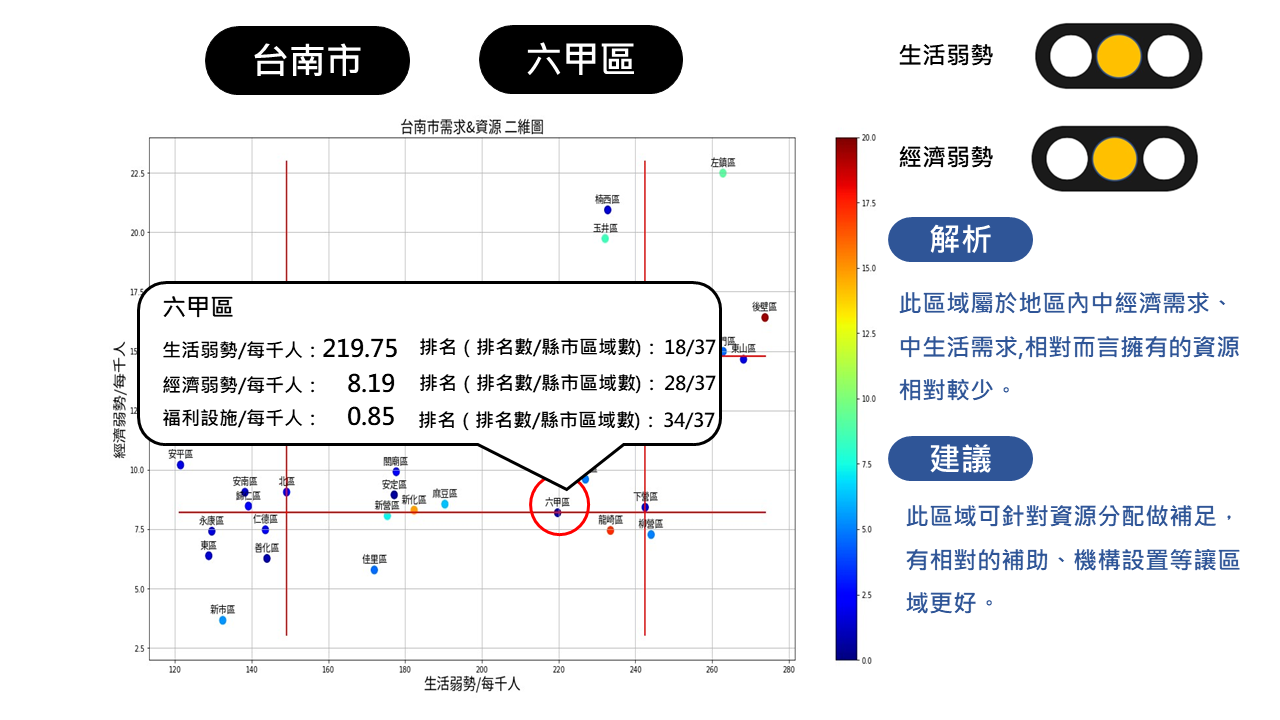 台南市
六甲區
生活弱勢
經濟弱勢
台南市需求&資源 二維圖
左鎮區
楠西區
玉井區
後壁區
東山區
六甲區
生活弱勢/每千人：219.75 排名（排名數/縣市區域數)： 18/37
經濟弱勢/每千人： 8.19 排名（排名數/縣市區域數)： 28/37
福利設施/每千人： 0.85 排名（排名數/縣市區域數)： 34/37
安平區
關廟區
安南區
北區
安定區
歸仁區
新營區
新化區
麻豆區
六甲區
下營區
永康區
仁德區
龍崎區
柳營區
東區
善化區
佳里區
新市區
22.5
20.0
17.5
15
12
10.0
7.5
5.0
2.5
120
140
160
180
200
220
240
260
280
經濟弱勢/每千人
生活弱勢/每千人
20.0
17.5
15.0
12.5
10.0
7.5
5.0
2.5
0.0
解析
此區域屬於地區內中經濟需求、
中生活需求,相對而言擁有的資源
相對較少。
建議
此區域可針對資源分配做補足，
有相對的補助、機構設置等讓區
域更好。